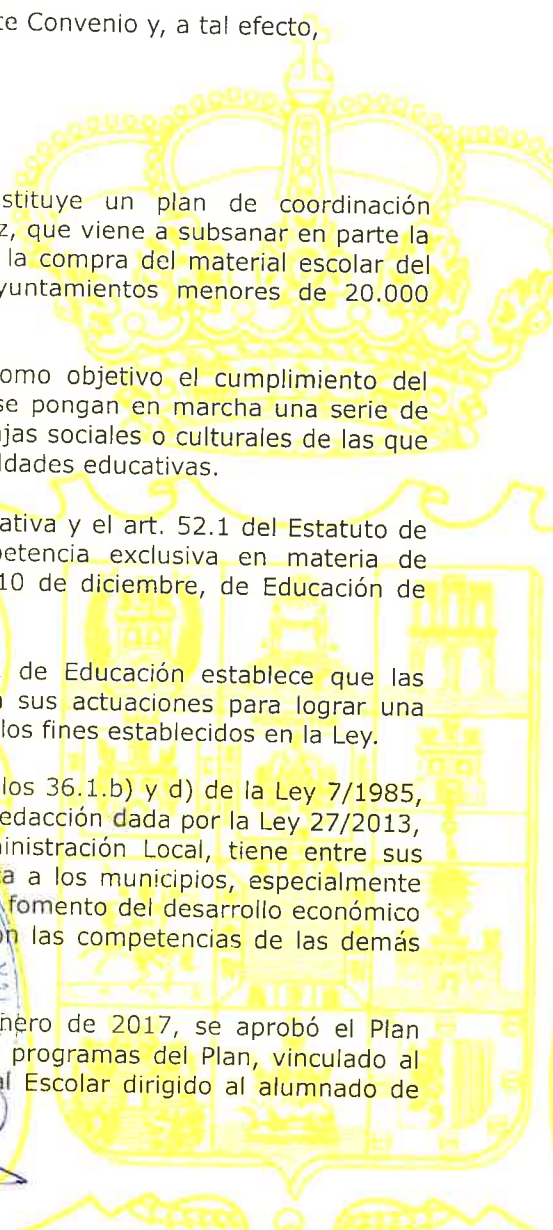 te Convenio y, a tal efecto,
stituye un plan de coordinación
z, que viene a subsanar en parte la
la compra del material escolar del
yuntamientos menores de 20.000
omo objetivo el cumplimiento del
se pongan en marcha una serie de
jas sociales o culturales de las que
ldades educativas.
ativa y el art. 52.1 del Estatuto de
petencia exclusiva en materia de
10 de diciembre, de Educación de
de Educación establece que las
sus actuaciones para lograr una
los fines establecidos en la Ley.
los 36.1.b) y d) de la Ley 7/1985,
edacción dada por la Ley 27/2013,
ninistración Local, tiene entre sus
a a los municipios, especialmente
fomento del desarrollo económico
on las competencias de las demás
nero de 2017, se aprobó el Plan
programas del Plan, vinculado al
al Escolar dirigido al alumnado de